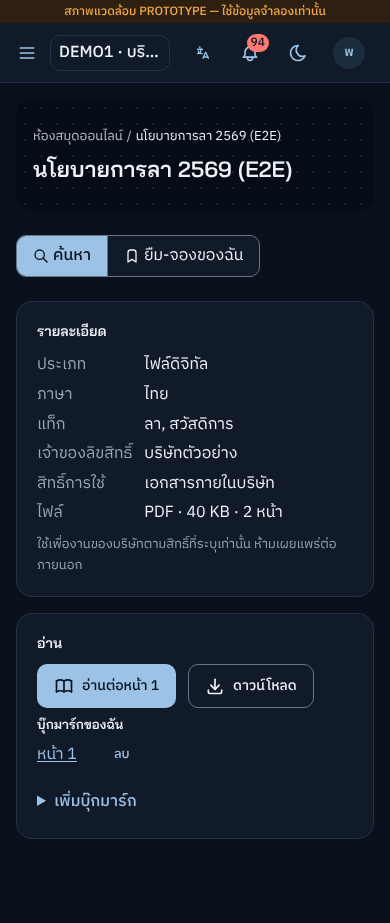 สภาพแวดล้อม PROTOTYPE — ใช้ข้อมูลจำลองเท่านั้น
DEMO1 · บริ...
94
W
ห้องสมุดออนไลน์ / นโยบายการลา 2569 (E2E)
นโยบายการลา 2569 (E2E)
ค้นหา
ยืม-จองของฉัน
รายละเอียด
ประเภท ไฟล์ดิจิทัล
ภาษา ไทย
แท็ก ลา, สวัสดิการ
เจ้าของลิขสิทธิ์ บริษัทตัวอย่าง
สิทธิ์การใช้ เอกสารภายในบริษัท
ไฟล์ PDF · 40 KB · 2 หน้า
ใช้เพื่องานของบริษัทตามสิทธิ์ที่ระบุเท่านั้น ห้ามเผยแพร่ต่อ
ภายนอก
อ่าน
อ่านต่อหน้า 1
ดาวน์โหลด
บุ๊กมาร์กของฉัน
หน้า 1 ลบ
เพิ่มบุ๊กมาร์ก